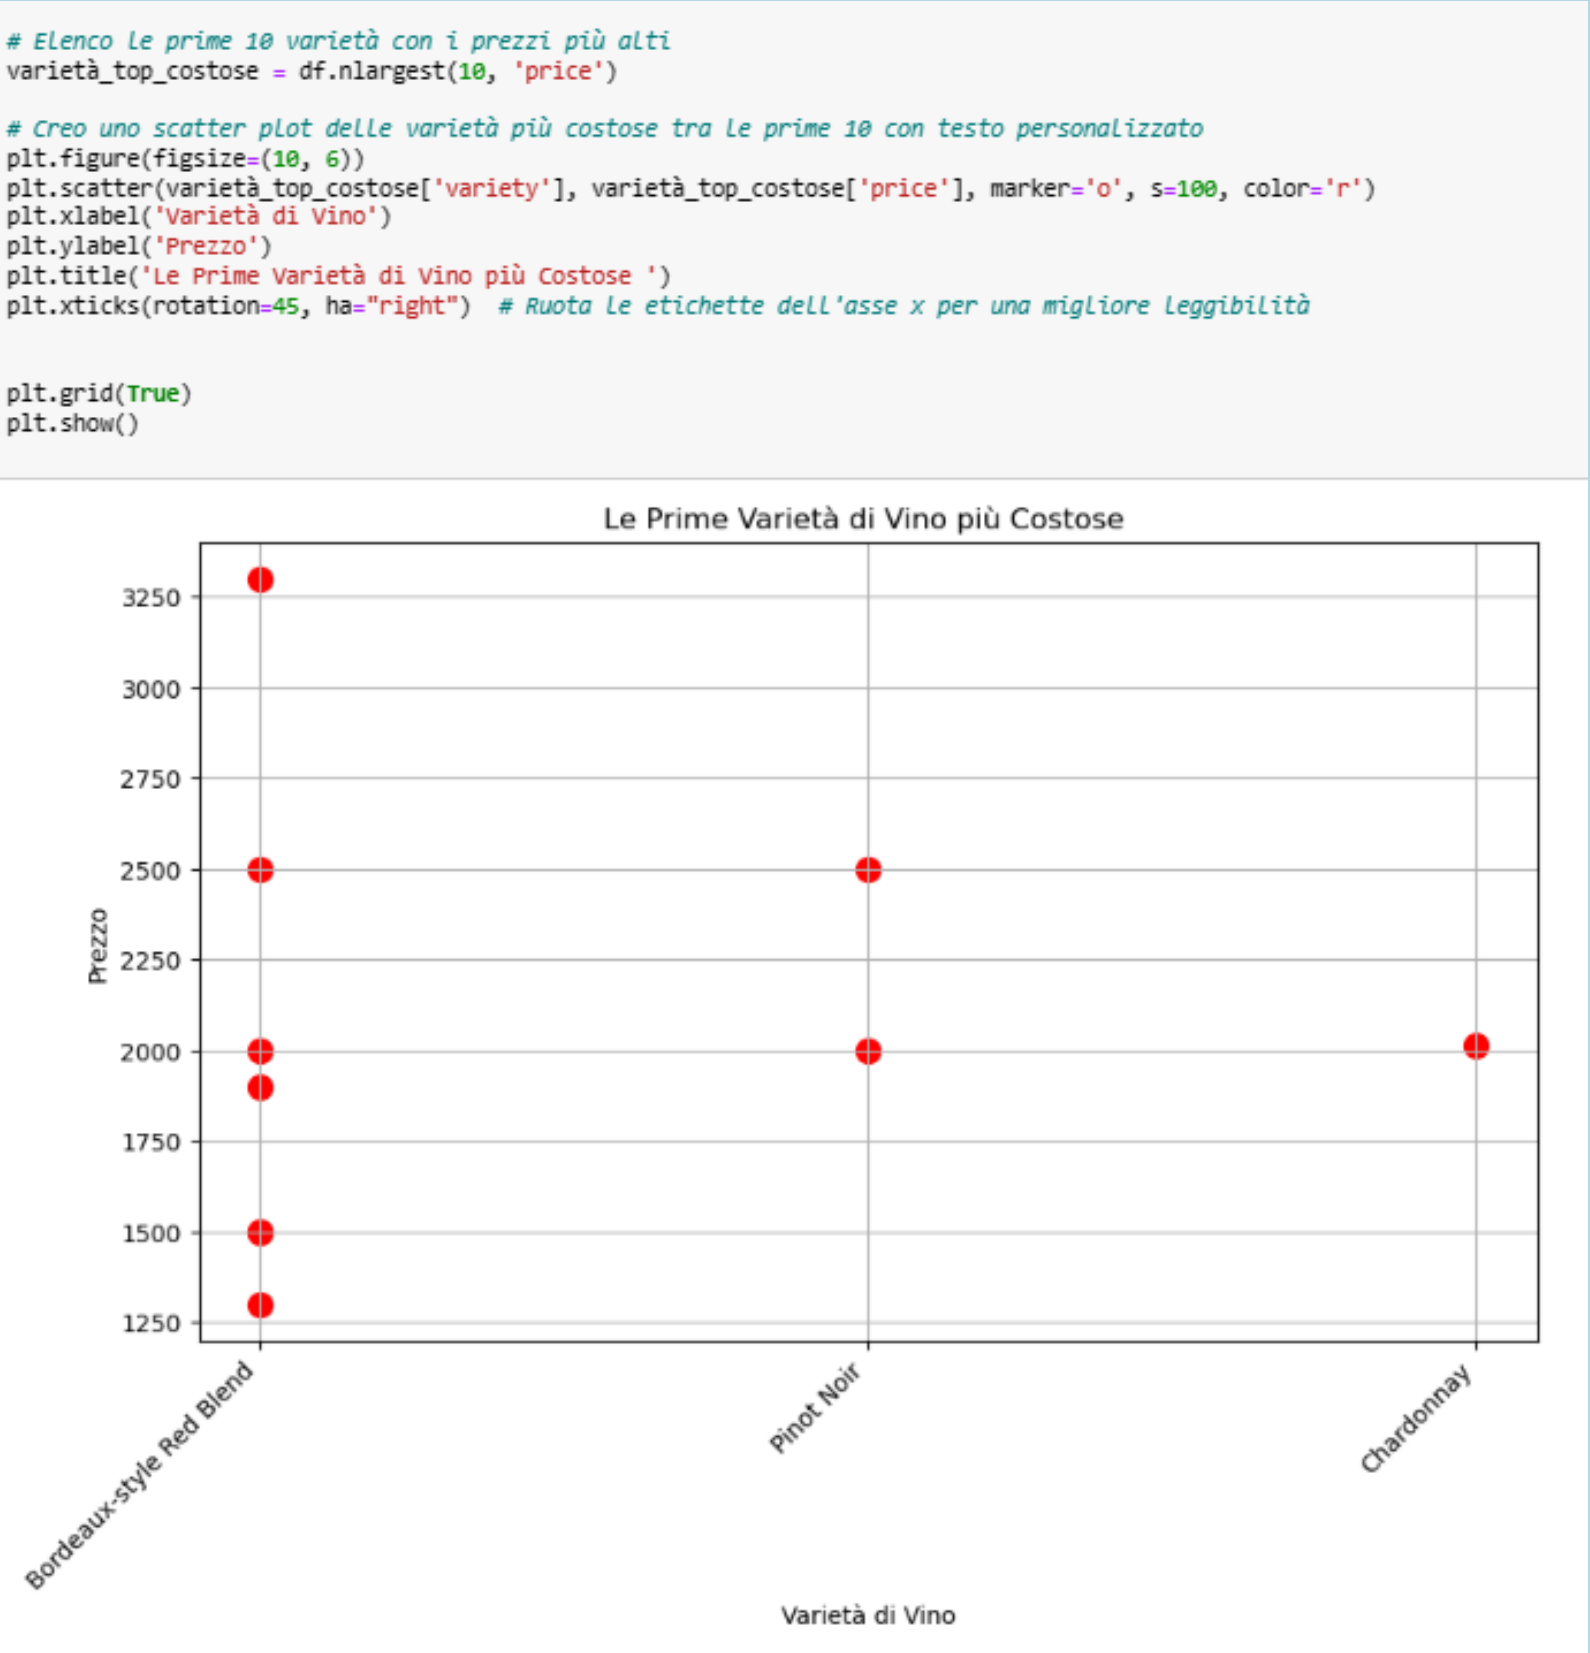 # Elenco le prime 10 varietà con i prezzi più alti
varietà_top_costose = df.nlargest(10, 'price')
# Creo uno scatter plot delle varietà più costose tra le prime 10 con testo personalizzato
plt.figure(figsize=(10, 6))
plt.scatter(varietà_top_costose['variety'], varietà_top_costose['price'], marker='o', s=100, color='r')
plt.xlabel('Varietà di Vino')
plt.ylabel('Prezzo')
plt.title('Le Prime Varietà di Vino più Costose ')
plt.xticks(rotation=45, ha="right")  # Ruota le etichette dell'asse x per una migliore leggibilità
plt.grid(True)
plt.show()
Le Prime Varietà di Vino più Costose
3250
3000
2750
2500
2250
2000
1750
1500
1250
Prezzo
Bordeaux-style Red Blend
Pinot Noir
Chardonnay
Varietà di Vino